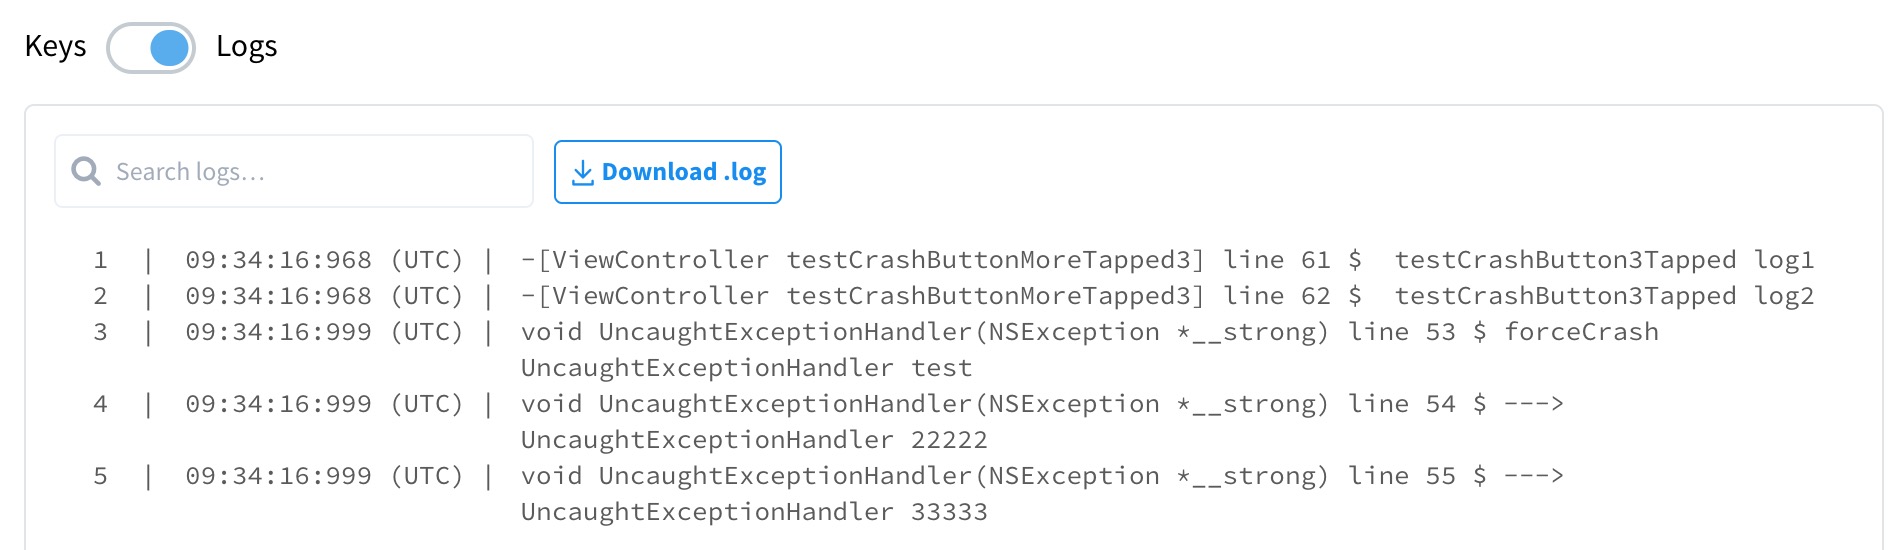 Keys Logs
Search logs...
Download .log
1 | 09:34:16:968 (UTC) | -[ViewController testCrashButtonMoreTapped3] line 61 $  testCrashButton3Tapped log1
2 | 09:34:16:968 (UTC) | -[ViewController testCrashButtonMoreTapped3] line 62 $  testCrashButton3Tapped log2
3 | 09:34:16:999 (UTC) | void UncaughtExceptionHandler(NSException *__strong) line 53 $ forceCrash
UncaughtExceptionHandler test
4 | 09:34:16:999 (UTC) | void UncaughtExceptionHandler(NSException *__strong) line 54 $ --->
UncaughtExceptionHandler 22222
5 | 09:34:16:999 (UTC) | void UncaughtExceptionHandler(NSException *__strong) line 55 $ --->
UncaughtExceptionHandler 33333